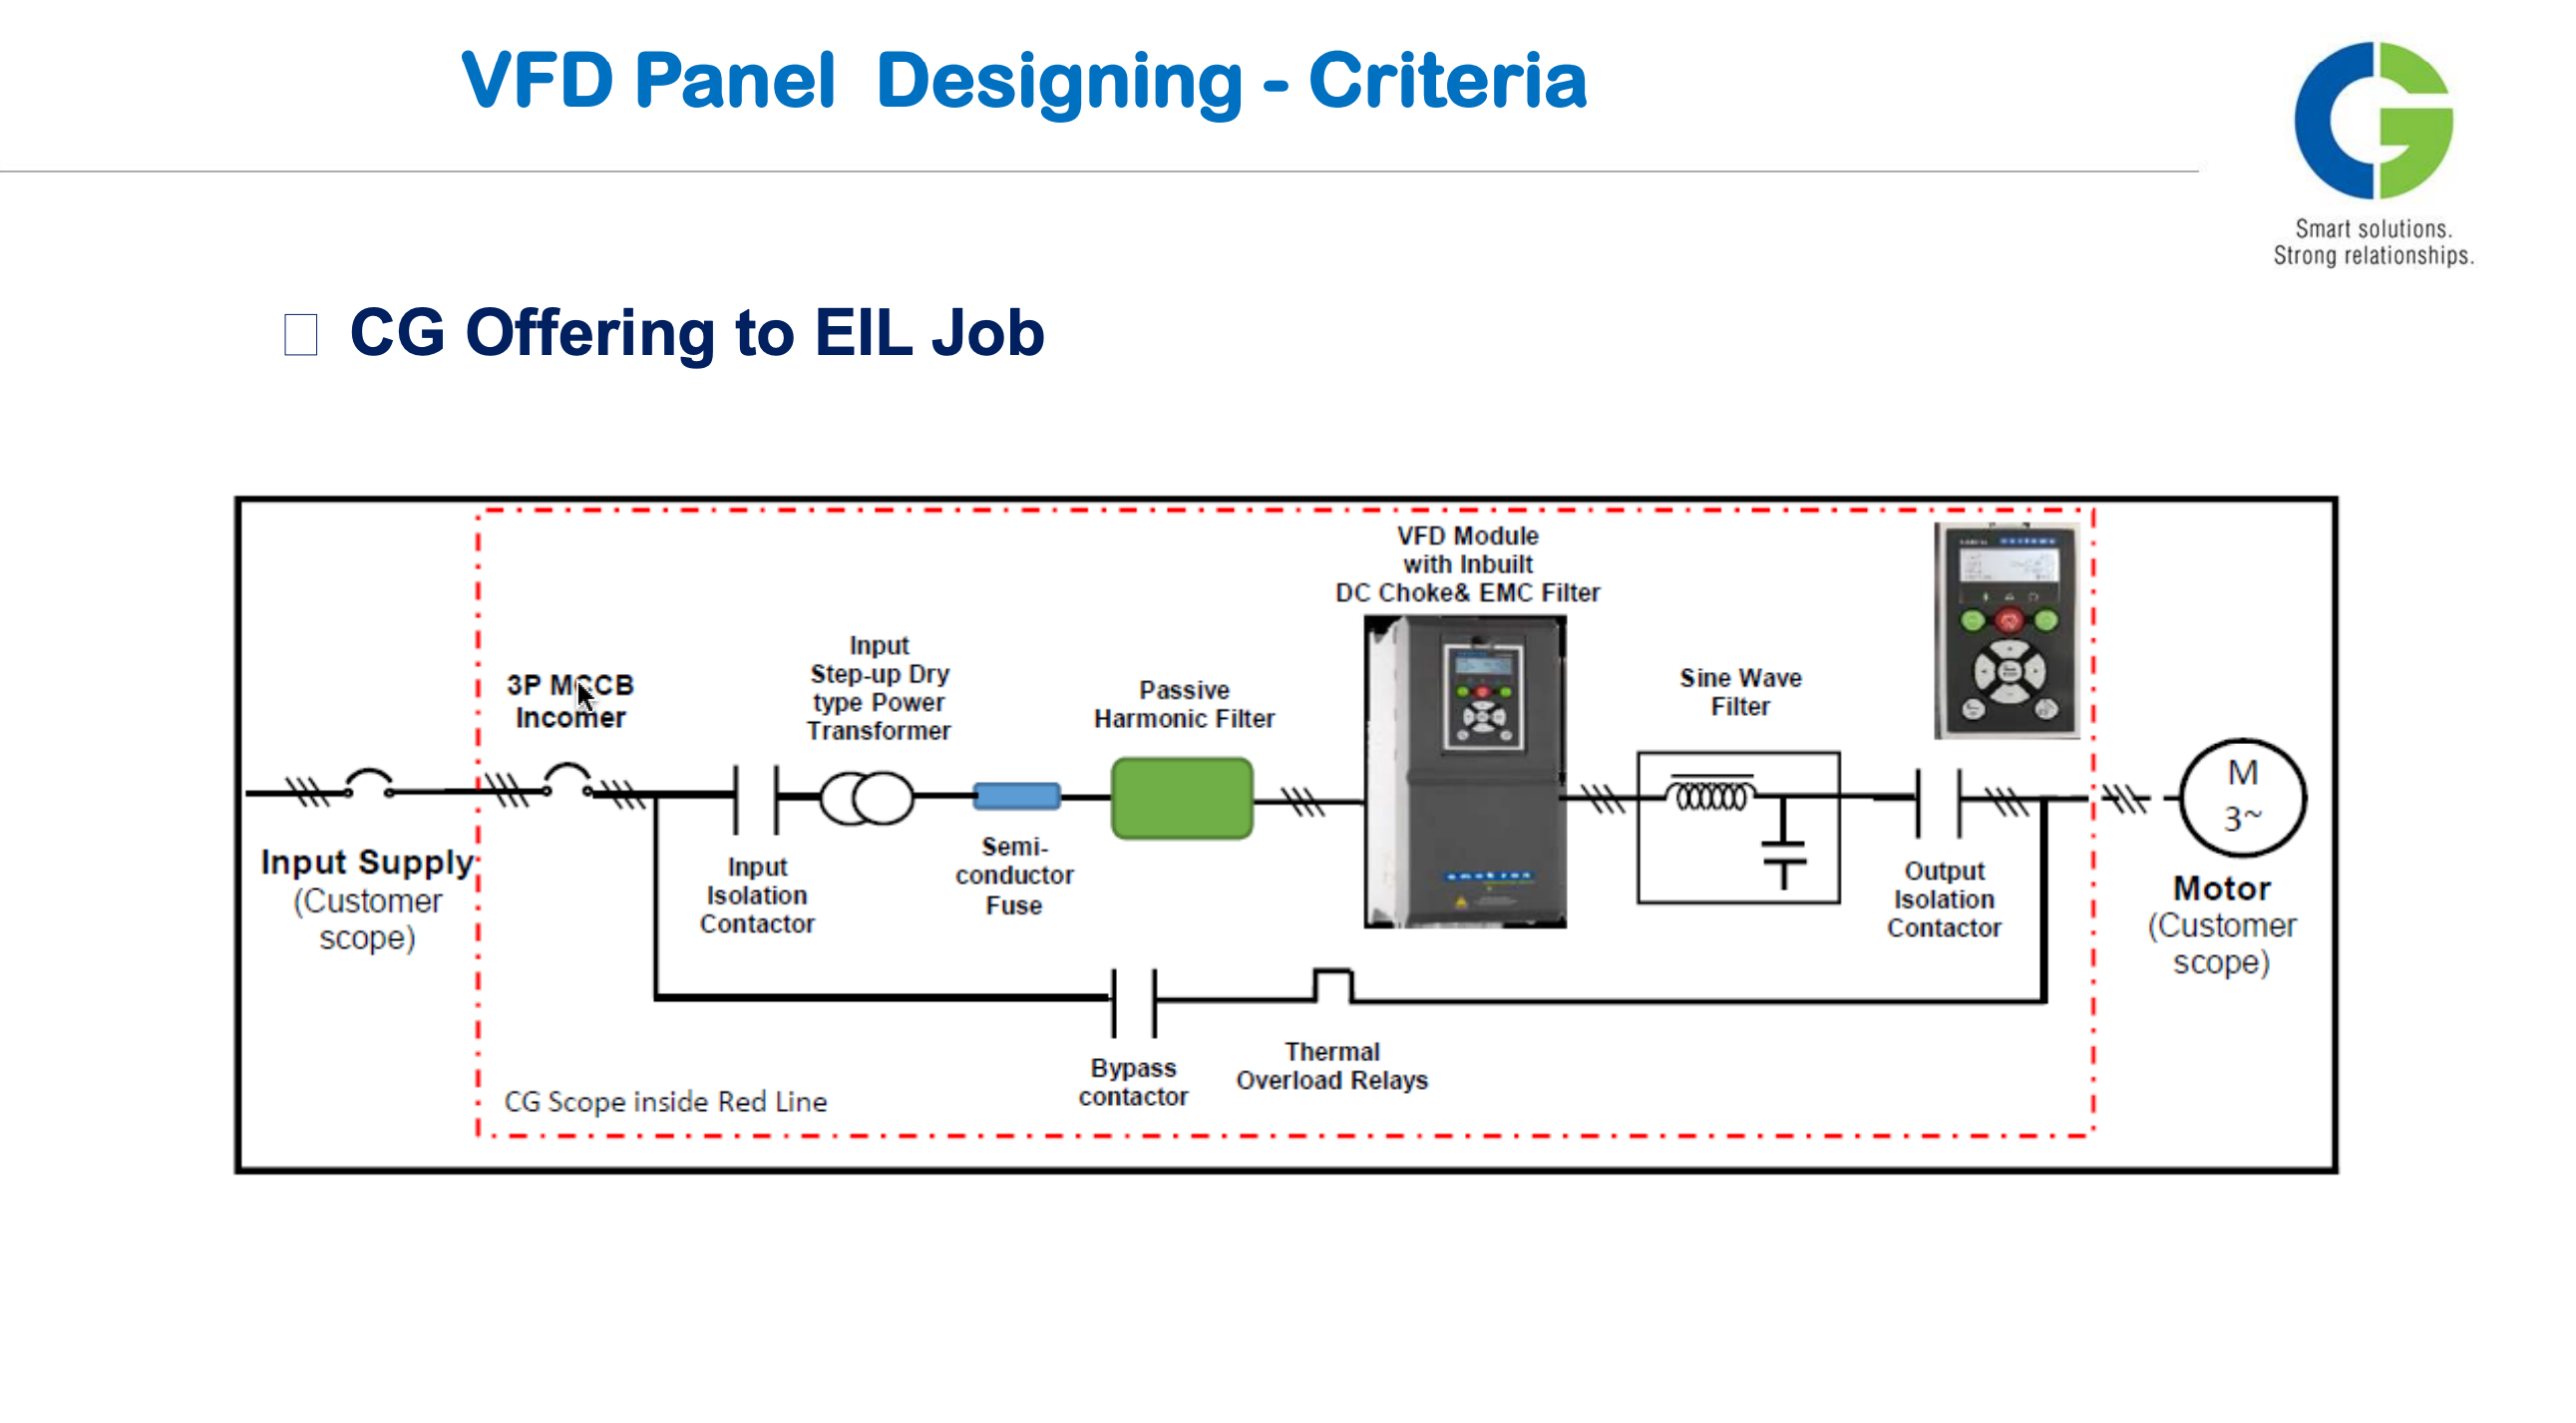 VFD Panel  Designing - Criteria
Smart solutions.
Strong relationships.
CG Offering to EIL Job
VFD Module
with Inbuilt
DC Choke& EMC Filter
Input
Step-up Dry
type Power
Transformer
3P MCCB
Incomer
Passive
Harmonic Filter
Sine Wave
Filter
M
3~
Input Supply
(Customer
scope)
Input
Isolation
Contactor
Semi-
conductor
Fuse
Output
Isolation
Contactor
Motor
(Customer
scope)
Bypass
contactor
Thermal
Overload Relays
CG Scope inside Red Line